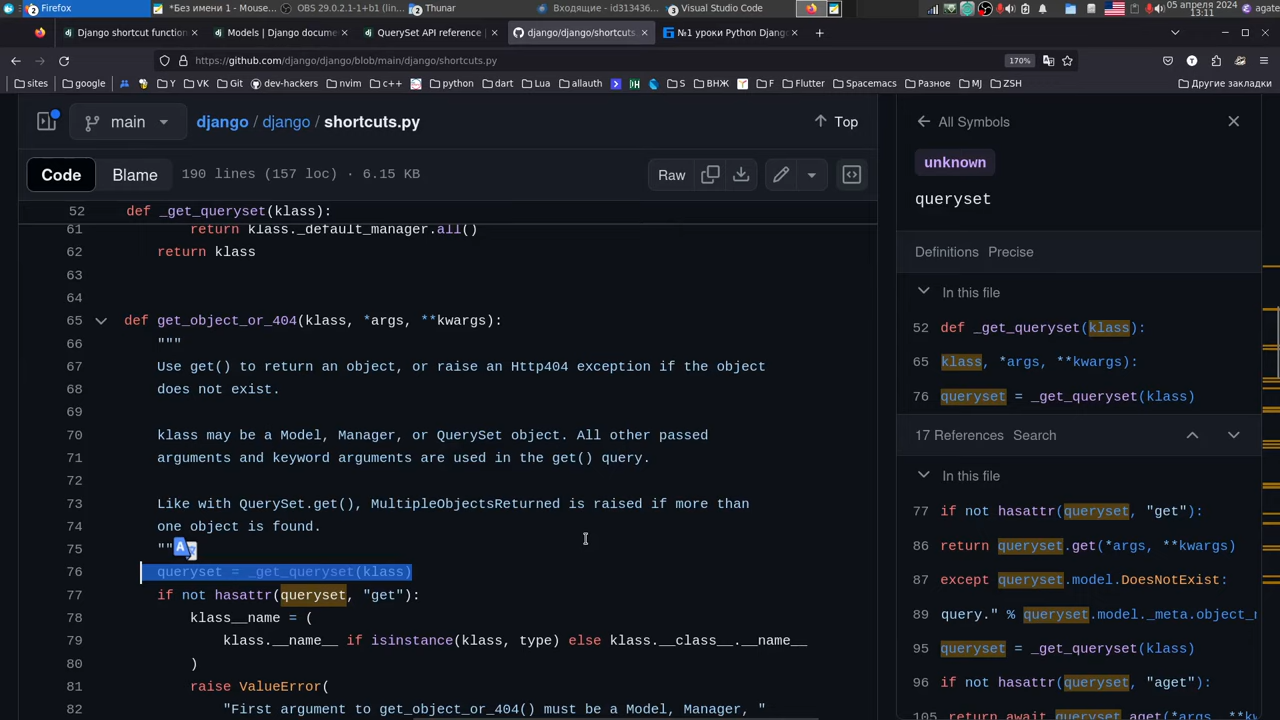 Firefox
*Без имени 1 - Mouse...
OBS 29.0.2.1-1+b1 (lin...
Thunar
Входящие - id313436...
Visual Studio Code
05 апреля 2024
13:11
agate
Django shortcut function
Models | Django docume
QuerySet API reference |
django/django/shortcuts
№1 уроки Python Djang
https://github.com/django/django/blob/main/django/shortcuts.py
170%
sites
google
Y
VK
Git
dev-hackers
nvim
c++
python
dart
Lua
allauth
S
ВНЖ
F
Flutter
Spacemacs
Разное
MJ
ZSH
Другие закладки
main
django / django / shortcuts.py
Top
Code
Blame
190 lines (157 loc) · 6.15 KB
Raw
52 def _get_queryset(klass):
61 return klass._default_manager.all()
62 return klass
63
64
65 def get_object_or_404(klass, *args, **kwargs):
66 """
67 Use get() to return an object, or raise an Http404 exception if the object
68 does not exist.
69
70 klass may be a Model, Manager, or QuerySet object. All other passed
71 arguments and keyword arguments are used in the get() query.
72
73 Like with QuerySet.get(), MultipleObjectsReturned is raised if more than
74 one object is found.
75 ""
76 queryset = _get_queryset(klass)
77 if not hasattr(queryset, "get"):
78 klass__name = (
79 klass.__name__ if isinstance(klass, type) else klass.__class__.__name__
80 )
81 raise ValueError(
82 "First argument to get_object_or_404() must be a Model, Manager, "
All Symbols
unknown
queryset
Definitions Precise
In this file
52 def _get_queryset(klass):
65 klass, *args, **kwargs):
76 queryset = _get_queryset(klass)
17 References Search
In this file
77 if not hasattr(queryset, "get"):
86 return queryset.get(*args, **kwargs)
87 except queryset.model.DoesNotExist:
89 query." % queryset.model._meta.object_n
95 queryset = _get_queryset(klass)
96 if not hasattr(queryset, "aget"):
105 return await queryset.aget(*args, **kwa